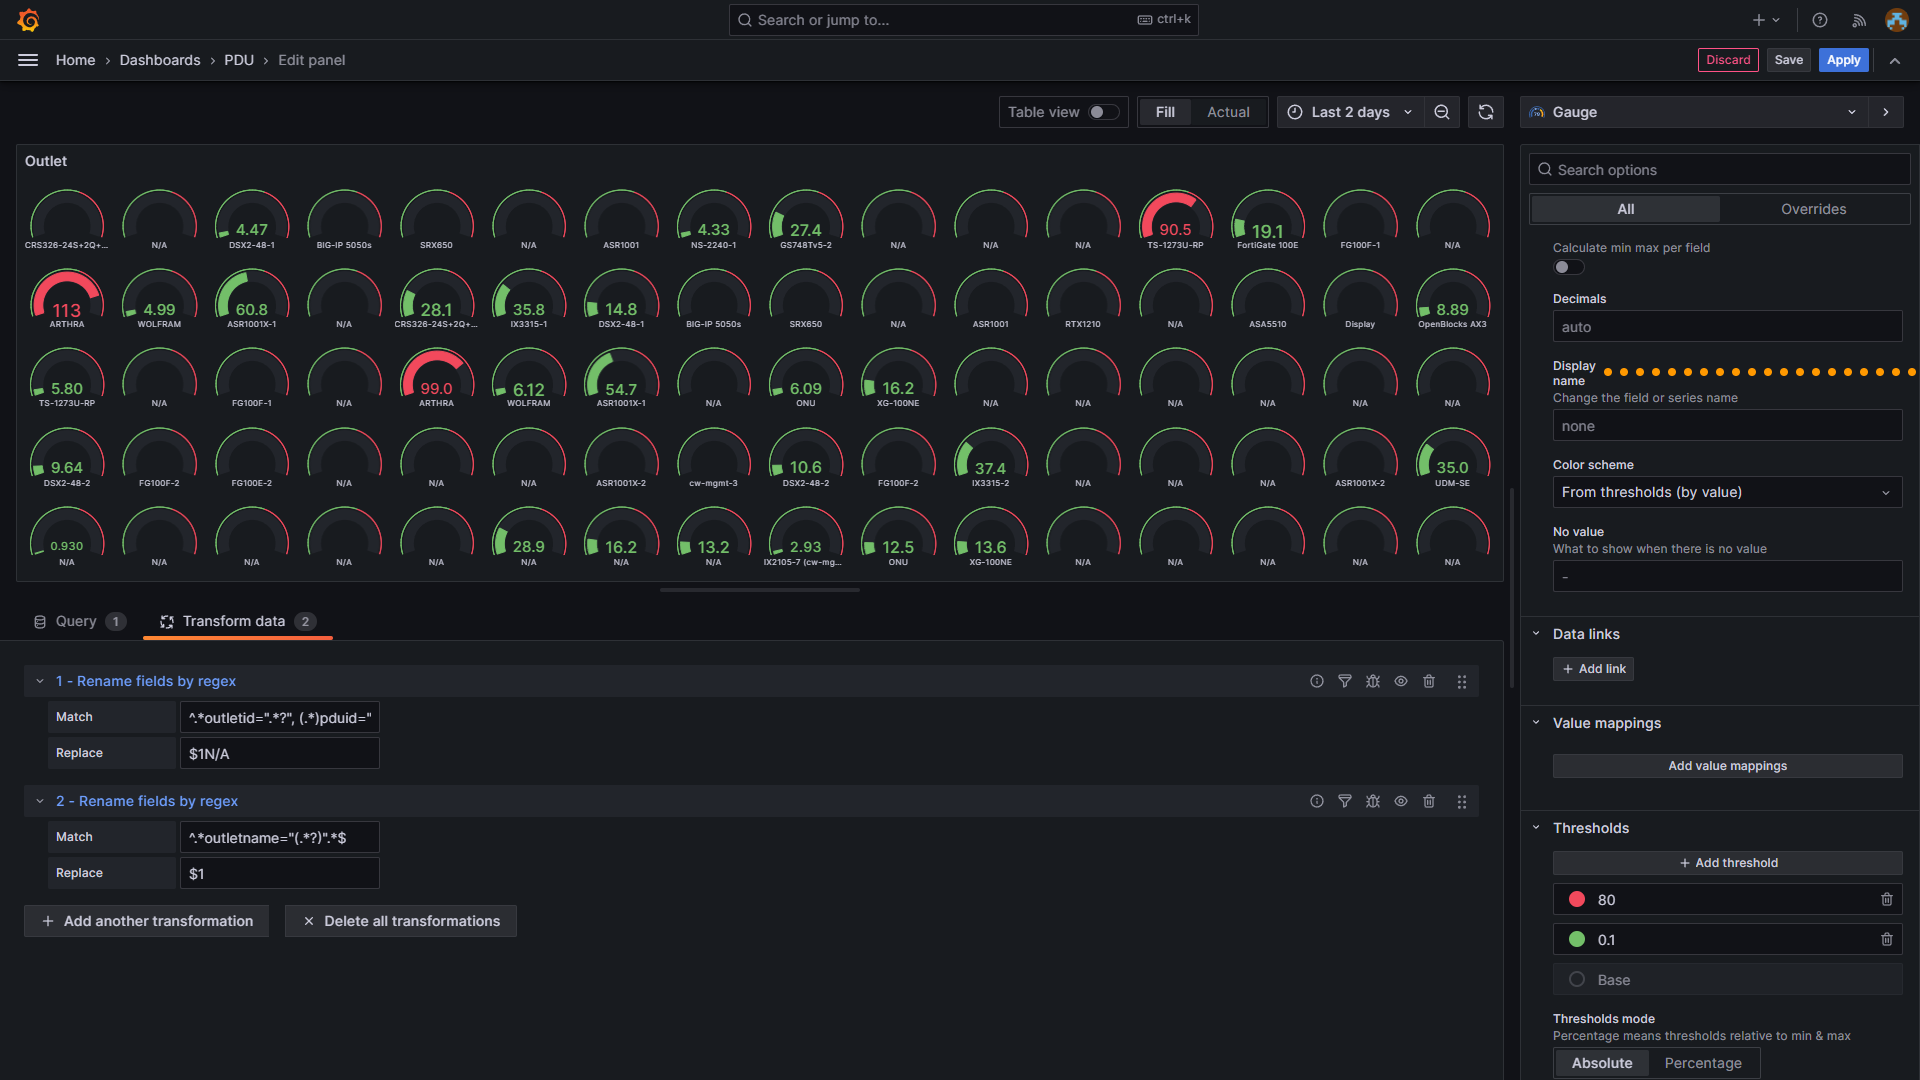 Search or jump to...
ctrl+k
Home › Dashboards › PDU › Edit panel
Discard
Save
Apply
Table view
Fill
Actual
Last 2 days
Gauge
Outlet
CRS326-24S+2Q+...
N/A
4.47
DSX2-48-1
BIG-IP 5050s
SRX650
N/A
ASR1001
4.33
NS-2240-1
27.4
GS748Tv5-2
N/A
N/A
N/A
90.5
TS-1273U-RP
19.1
FortiGate 100E
FG100F-1
N/A
113
ARTHRA
4.99
WOLFRAM
60.8
ASR1001X-1
N/A
28.1
CRS326-24S+2Q+...
35.8
IX3315-1
14.8
DSX2-48-1
BIG-IP 5050s
SRX650
N/A
ASR1001
RTX1210
N/A
ASA5510
Display
8.89
OpenBlocks AX3
5.80
TS-1273U-RP
N/A
FG100F-1
N/A
99.0
ARTHRA
6.12
WOLFRAM
54.7
ASR1001X-1
N/A
6.09
ONU
16.2
XG-100NE
N/A
N/A
N/A
N/A
N/A
N/A
9.64
DSX2-48-2
FG100F-2
FG100E-2
N/A
N/A
N/A
ASR1001X-2
cw-mgmt-3
10.6
DSX2-48-2
FG100F-2
37.4
IX3315-2
N/A
N/A
N/A
ASR1001X-2
35.0
UDM-SE
0.930
N/A
N/A
N/A
N/A
N/A
28.9
N/A
16.2
N/A
13.2
N/A
2.93
IX2105-7 (cw-mg...
12.5
ONU
13.6
XG-100NE
N/A
N/A
N/A
N/A
N/A
Query 1
Transform data 2
1 - Rename fields by regex
Match
^.*outletid=".*?", (.*)pduid="
Replace
$1N/A
2 - Rename fields by regex
Match
^.*outletname="(.*?)".*$
Replace
$1
+ Add another transformation
× Delete all transformations
Search options
All
Overrides
Calculate min max per field
Decimals
auto
Display
name
Change the field or series name
none
Color scheme
From thresholds (by value)
No value
What to show when there is no value
-
Data links
+ Add link
Value mappings
Add value mappings
Thresholds
+ Add threshold
80
0.1
Base
Thresholds mode
Percentage means thresholds relative to min & max
Absolute
Percentage